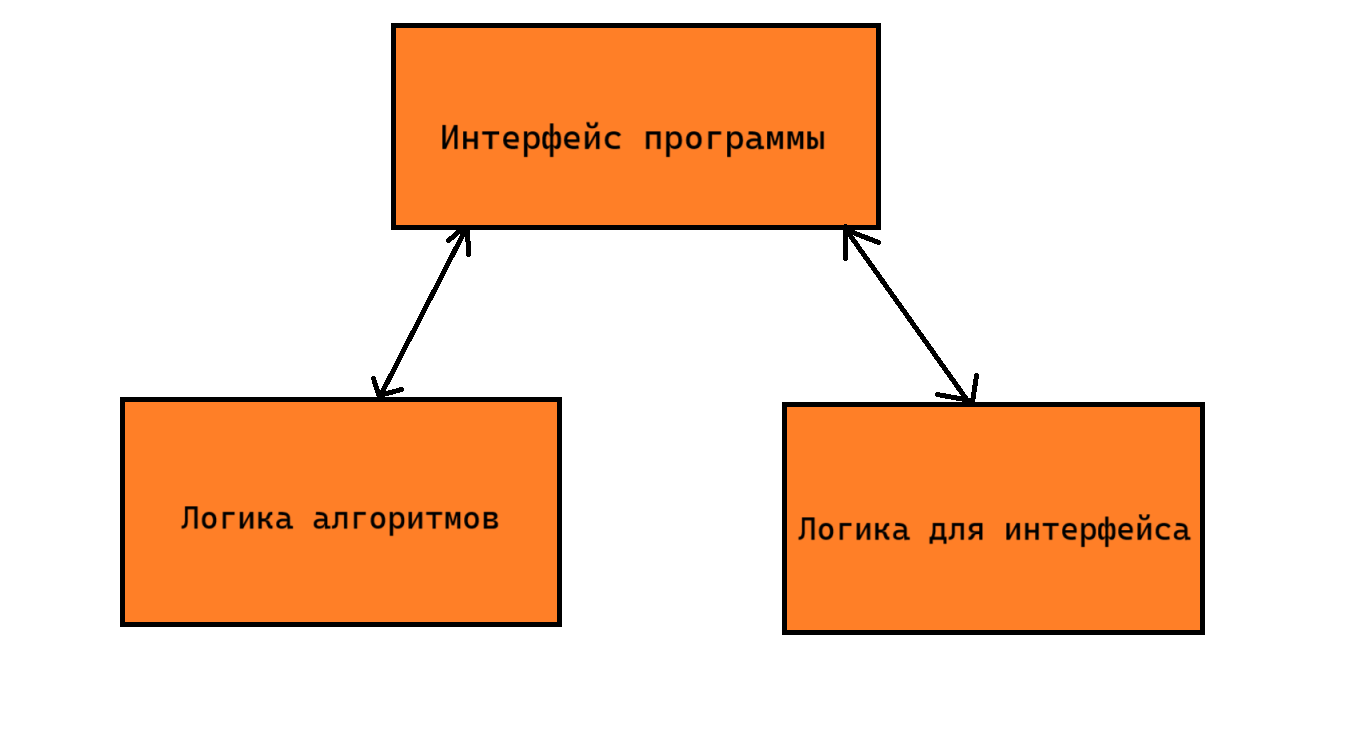 Интерфейс программы
Логика алгоритмов
Логика для интерфейса